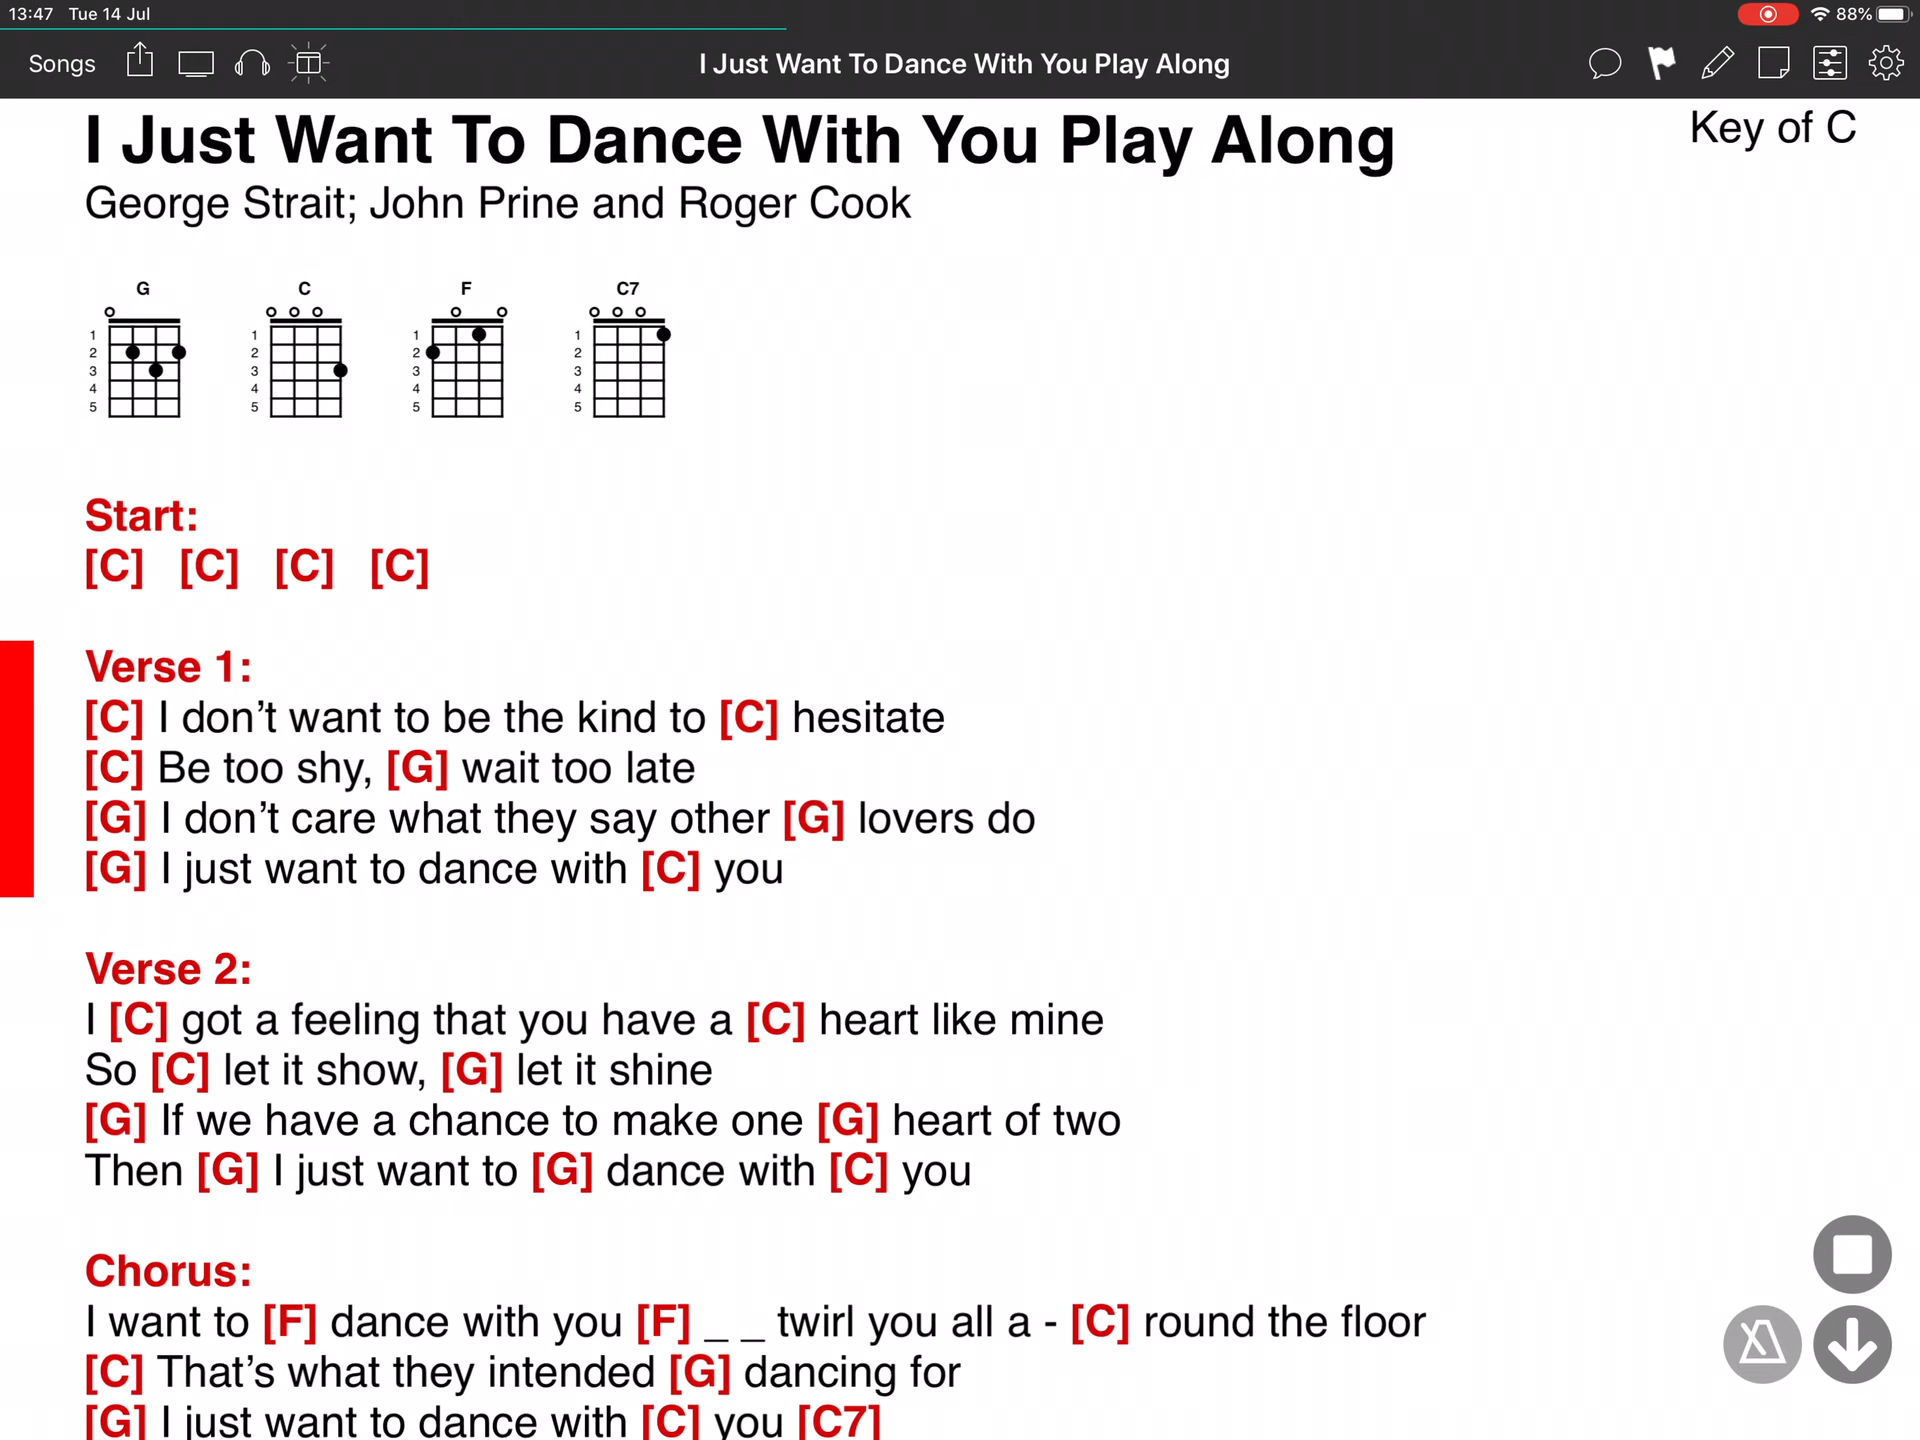 13:47 Tue 14 Jul 88%
Songs I Just Want To Dance With You Play Along
I Just Want To Dance With You Play Along Key of C
George Strait; John Prine and Roger Cook
G C F C7
1 1 1 1
2 2 2 2
3 3 3 3
4 4 4 4
5 5 5 5
Start:
[C] [C] [C] [C]
Verse 1:
[C] I don’t want to be the kind to [C] hesitate
[C] Be too shy, [G] wait too late
[G] I don’t care what they say other [G] lovers do
[G] I just want to dance with [C] you
Verse 2:
I [C] got a feeling that you have a [C] heart like mine
So [C] let it show, [G] let it shine
[G] If we have a chance to make one [G] heart of two
Then [G] I just want to [G] dance with [C] you
Chorus:
I want to [F] dance with you [F] _ _ twirl you all a - [C] round the floor
[C] That’s what they intended [G] dancing for
[G] I just want to dance with [C] you [C7]